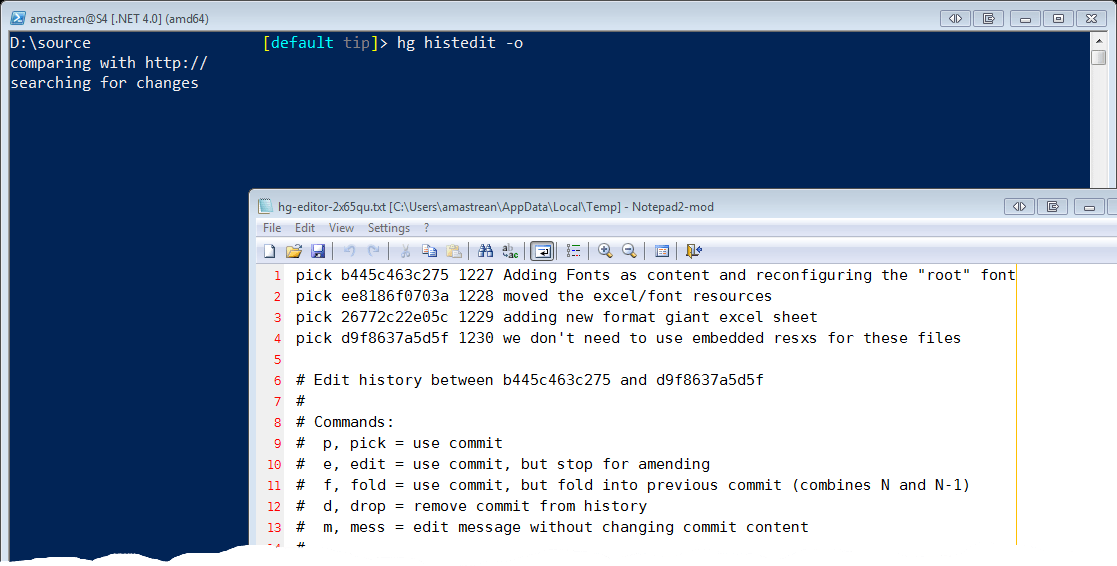 amastrean@S4 [.NET 4.0] (amd64)
D:\source [default tip]> hg histedit -o
comparing with http://
searching for changes
hg-editor-2x65qu.txt [C:\Users\amastrean\AppData\Local\Temp] - Notepad2-mod
File Edit View Settings ?
1 pick b445c463c275 1227 Adding Fonts as content and reconfiguring the "root" font
2 pick ee8186f0703a 1228 moved the excel/font resources
3 pick 26772c22e05c 1229 adding new format giant excel sheet
4 pick d9f8637a5d5f 1230 we don't need to use embedded resxs for these files
5
6 # Edit history between b445c463c275 and d9f8637a5d5f
7 #
8 # Commands:
9 #  p, pick = use commit
10 #  e, edit = use commit, but stop for amending
11 #  f, fold = use commit, but fold into previous commit (combines N and N-1)
12 #  d, drop = remove commit from history
13 #  m, mess = edit message without changing commit content
14 #